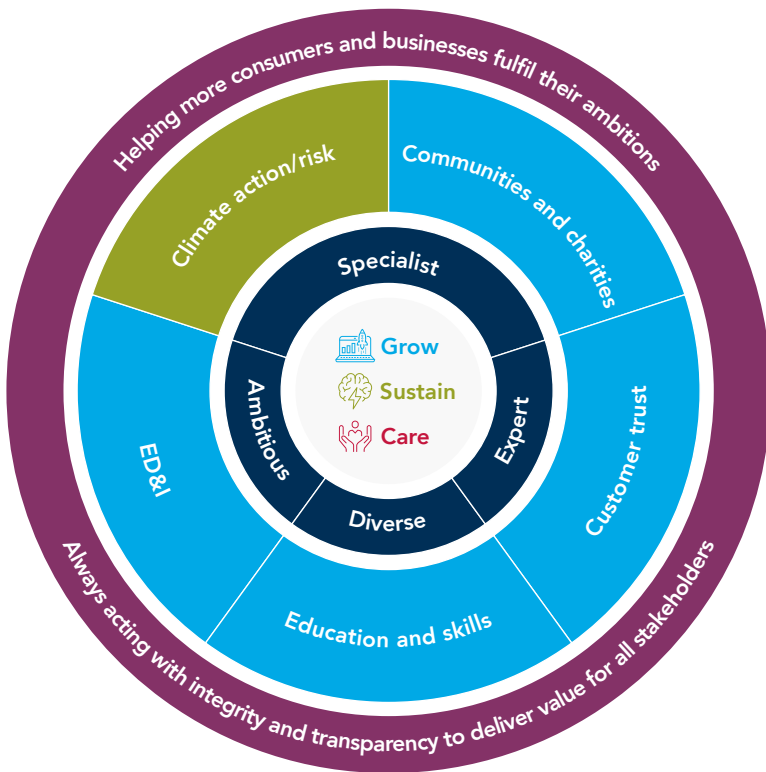 Helping more consumers and businesses fulfil their ambitions
Climate action/risk
Communities and charities
Customer trust
Education and skills
ED&I
Specialist
Expert
Diverse
Ambitious
Grow
Sustain
Care
Always acting with integrity and transparency to deliver value for all stakeholders